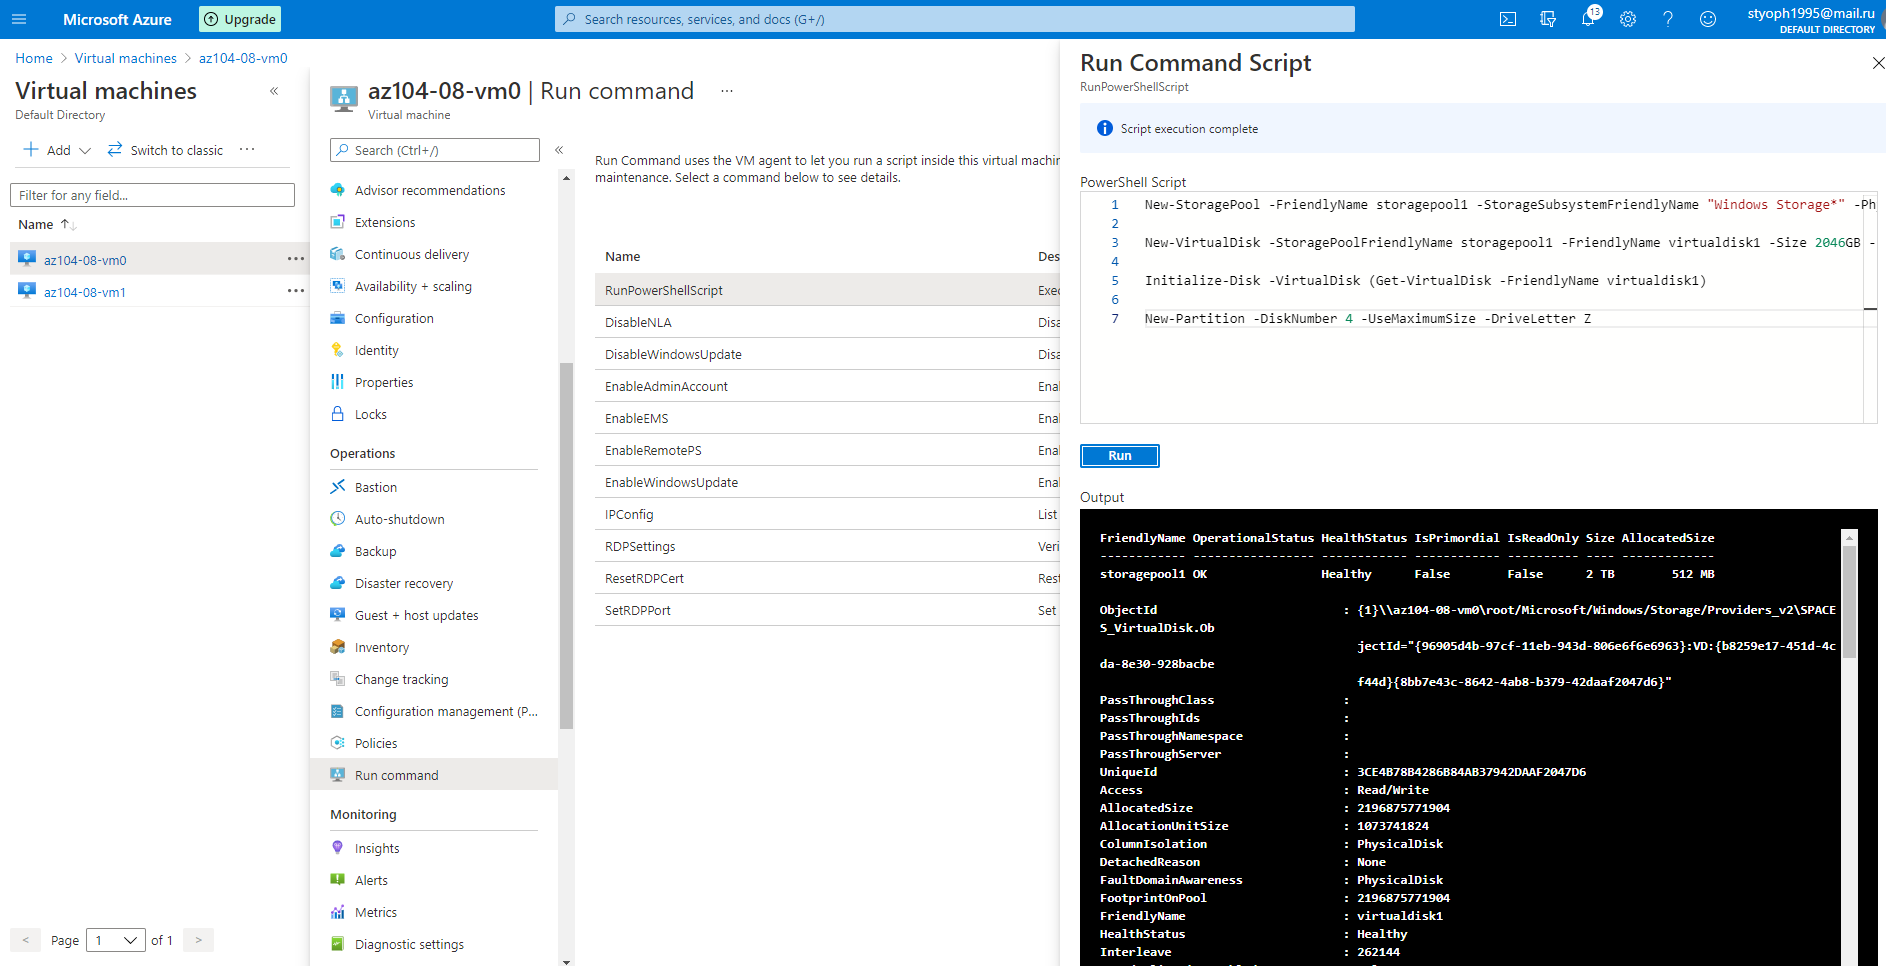 Microsoft Azure
Upgrade
Search resources, services, and docs (G+/)
13
styoph1995@mail.ru
DEFAULT DIRECTORY
Home > Virtual machines > az104-08-vm0
Virtual machines
«
Default Directory
Add
Switch to classic
...
Filter for any field...
Name
az104-08-vm0
...
az104-08-vm1
...
< Page 1 of 1 >
az104-08-vm0 | Run command
...
Virtual machine
Search (Ctrl+/)
«
Advisor recommendations
Extensions
Continuous delivery
Availability + scaling
Configuration
Identity
Properties
Locks
Operations
Bastion
Auto-shutdown
Backup
Disaster recovery
Guest + host updates
Inventory
Change tracking
Configuration management (P...
Policies
Run command
Monitoring
Insights
Alerts
Metrics
Diagnostic settings
Run Command uses the VM agent to let you run a script inside this virtual machin
maintenance. Select a command below to see details.
Name Des
RunPowerShellScript Exec
DisableNLA Disa
DisableWindowsUpdate Disa
EnableAdminAccount Ena
EnableEMS Ena
EnableRemotePS Ena
EnableWindowsUpdate Ena
IPConfig List
RDPSettings Veri
ResetRDPCert Rest
SetRDPPort Set
Run Command Script
RunPowerShellScript
Script execution complete
PowerShell Script
1 New-StoragePool -FriendlyName storagepool1 -StorageSubsystemFriendlyName "Windows Storage*" -Ph
2
3 New-VirtualDisk -StoragePoolFriendlyName storagepool1 -FriendlyName virtualdisk1 -Size 2046GB -
4
5 Initialize-Disk -VirtualDisk (Get-VirtualDisk -FriendlyName virtualdisk1)
6
7 New-Partition -DiskNumber 4 -UseMaximumSize -DriveLetter Z
Run
Output
FriendlyName OperationalStatus HealthStatus IsPrimordial IsReadOnly Size AllocatedSize
------------ ----------------- ------------ ------------ ---------- ---- -------------
storagepool1 OK Healthy False False 2 TB 512 MB
ObjectId : {1}\\az104-08-vm0\root/Microsoft/Windows/Storage/Providers_v2\SPACE
S_VirtualDisk.Ob
jectId="{96905d4b-97cf-11eb-943d-806e6f6e6963}:VD:{b8259e17-451d-4c
da-8e30-928bacbe
f44d}{8bb7e43c-8642-4ab8-b379-42daaf2047d6}"
PassThroughClass :
PassThroughIds :
PassThroughNamespace :
PassThroughServer :
UniqueId : 3CE4B78B4286B84AB37942DAAF2047D6
Access : Read/Write
AllocatedSize : 2196875771904
AllocationUnitSize : 1073741824
ColumnIsolation : PhysicalDisk
DetachedReason : None
FaultDomainAwareness : PhysicalDisk
FootprintOnPool : 2196875771904
FriendlyName : virtualdisk1
HealthStatus : Healthy
Interleave : 262144